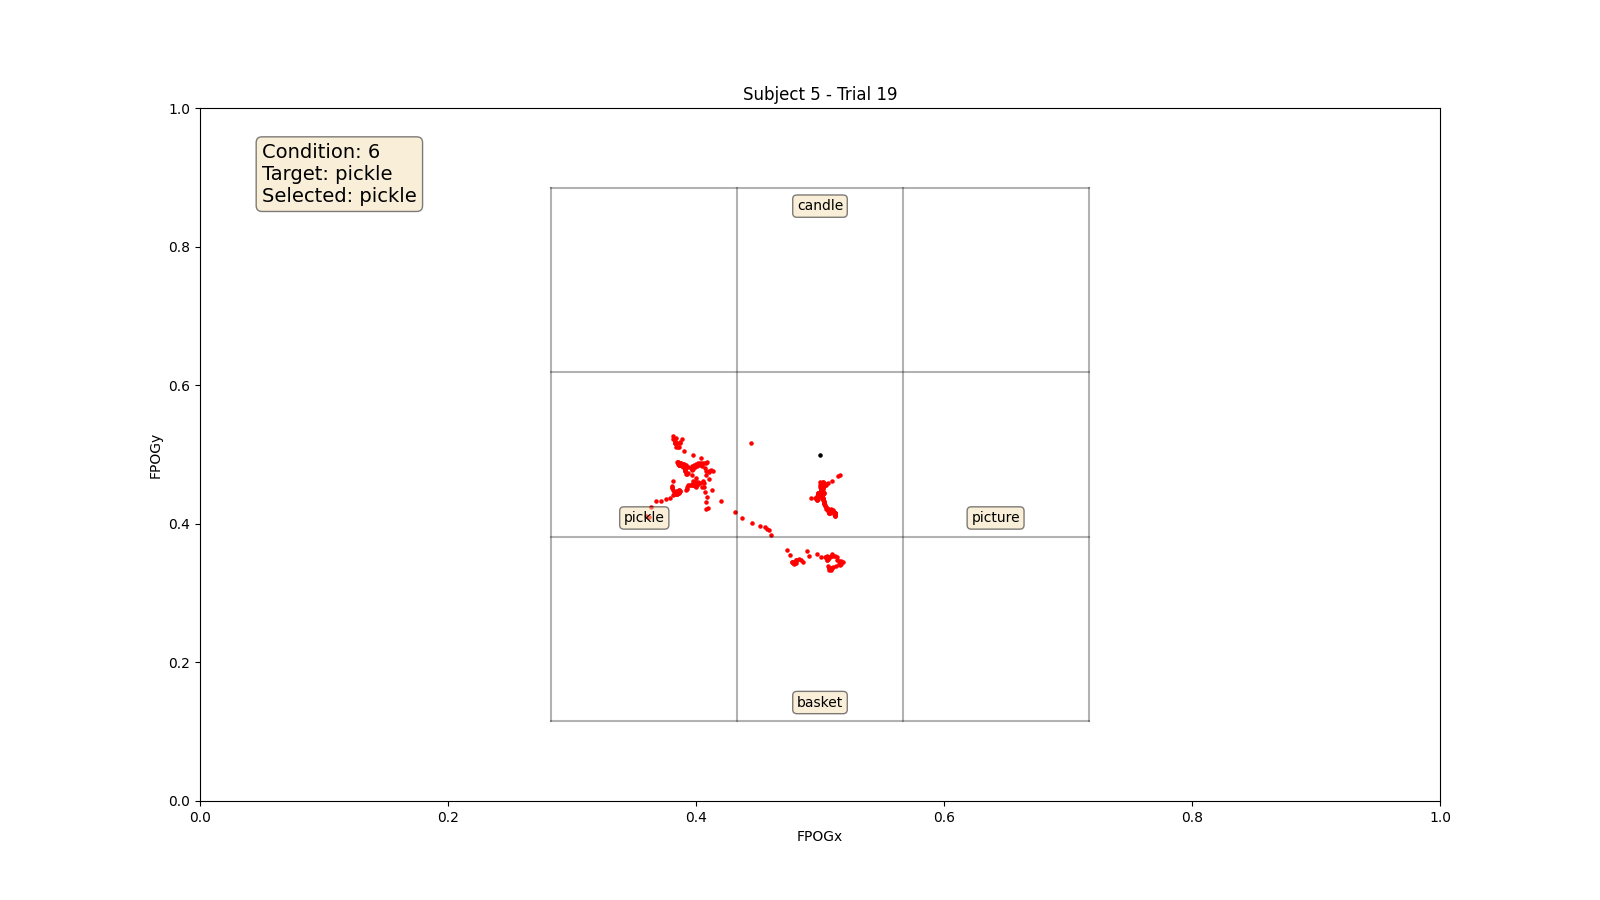 Subject 5 - Trial 19
1.0
Condition: 6
Target: pickle
Selected: pickle
candle
0.8
0.6
FPOGy
pickle
picture
0.4
0.2
basket
0.0
0.0
0.2
0.4
0.6
0.8
1.0
FPOGx